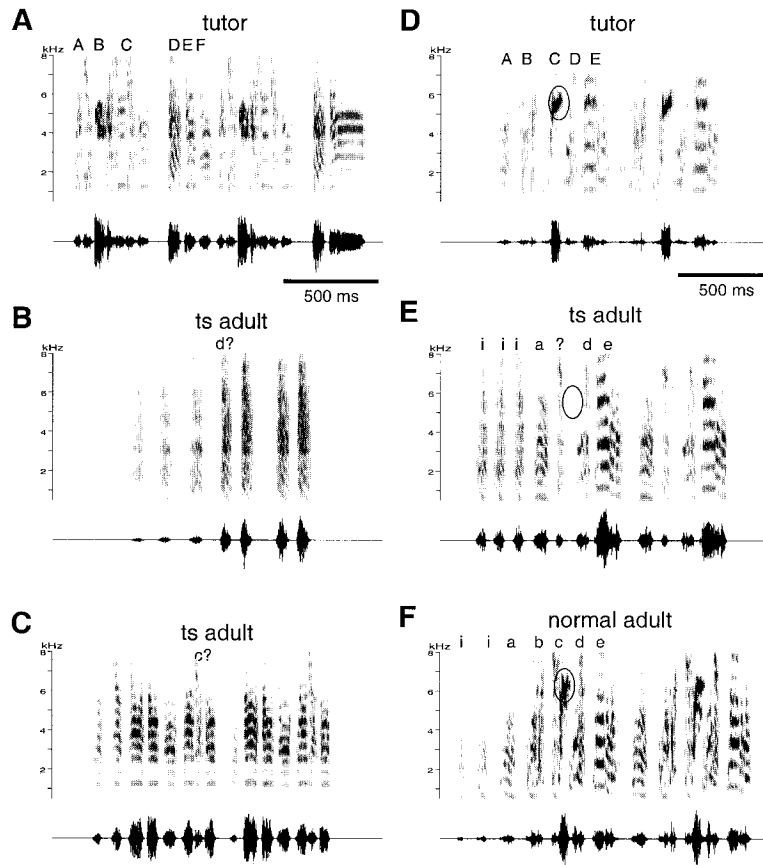 A
tutor
kHz
A B C D E F
8
6
4
2
500 ms
B
ts adult
kHz
d?
8
6
4
2
C
ts adult
kHz
c?
8
6
4
2
D
tutor
kHz
A B C D E
8
6
4
2
500 ms
E
ts adult
kHz
i i i a ? d e
8
6
4
2
F
normal adult
kHz
i i a b c d e
8
6
4
2